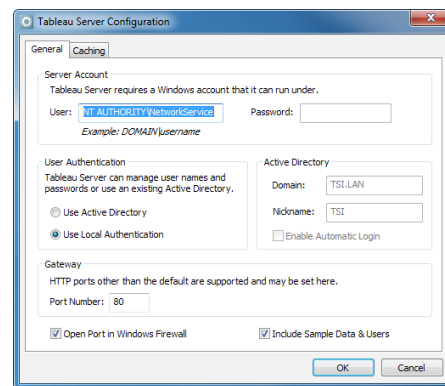 Tableau Server Configuration
General Caching
Server Account
Tableau Server requires a Windows account that it can run under.
User: NT AUTHORITY\NetworkService Password:
Example: DOMAIN\username
User Authentication
Tableau Server can manage user names and
passwords or use an existing Active Directory.
Use Active Directory
Use Local Authentication
Active Directory
Domain: TSI.LAN
Nickname: TSI
Enable Automatic Login
Gateway
HTTP ports other than the default are supported and may be set here.
Port Number: 80
Open Port in Windows Firewall Include Sample Data & Users
OK Cancel